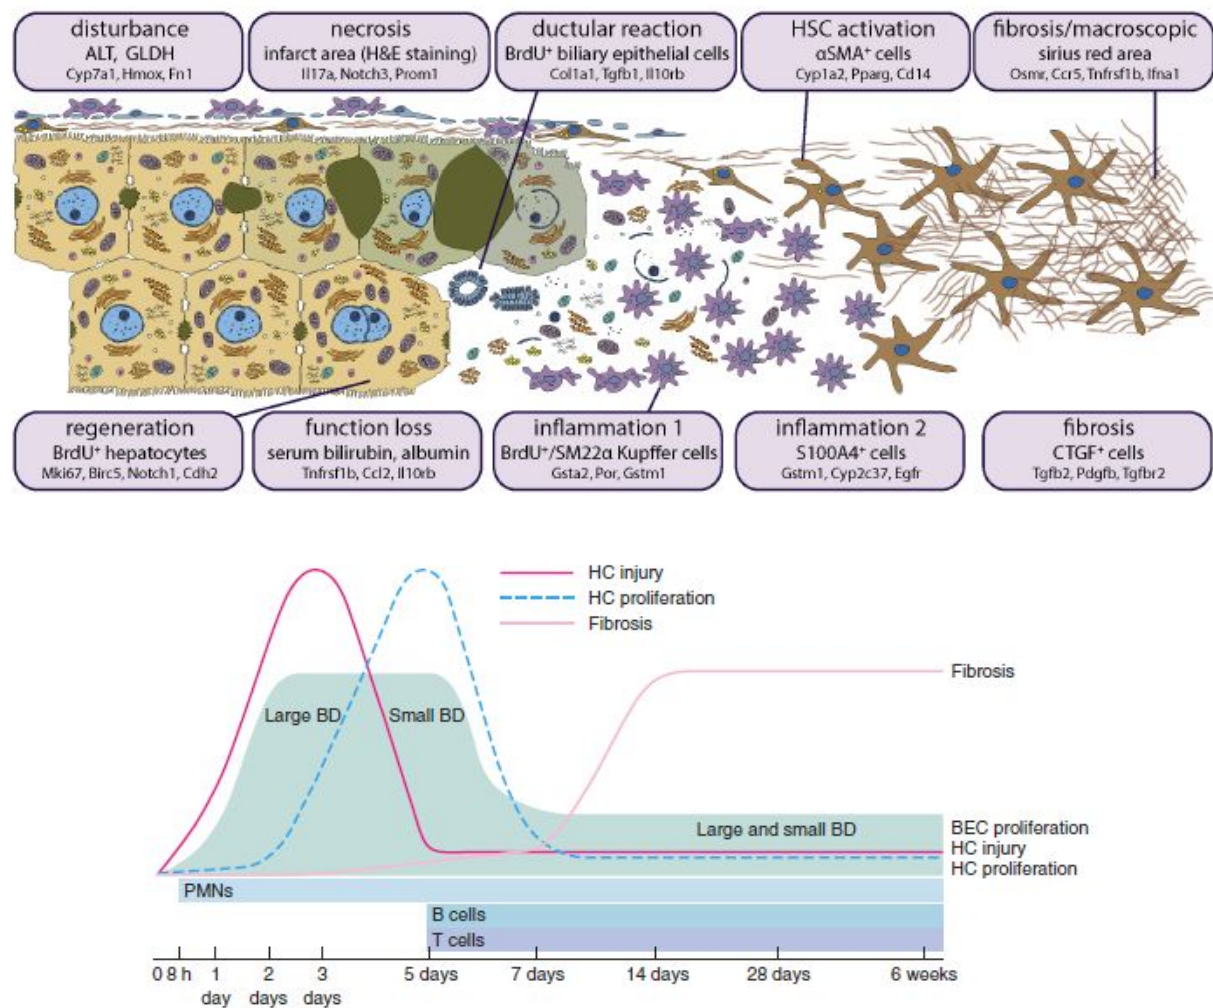 disturbance
ALT, GLDH
Cyp7a1, Hmox, Fn1
necrosis
infarct area (H&E staining)
Il17a, Notch3, Prom1
ductular reaction
BrdU⁺ biliary epithelial cells
Col1a1, Tgfb1, Il10rb
HSC activation
αSMA⁺ cells
Cyp1a2, Pparg, Cd14
fibrosis/macroscopic
sirius red area
Osmr, Ccr5, Tnfrsf1b, Ifna1
regeneration
BrdU⁺ hepatocytes
Mki67, Birc5, Notch1, Cdh2
function loss
serum bilirubin, albumin
Tnfrsf1b, Ccl2, Il10rb
inflammation 1
BrdU⁺/SM22α Kupffer cells
Gsta2, Por, Gstm1
inflammation 2
S100A4⁺ cells
Gstm1, Cyp2c37, Egfr
fibrosis
CTGF⁺ cells
Tgfb2, Pdgfb, Tgfbr2
HC injury
HC proliferation
Fibrosis
Fibrosis
Large BD
Small BD
Large and small BD
BEC proliferation
HC injury
HC proliferation
PMNs
B cells
T cells
0 8 h 1 day 2 days 3 days 5 days 7 days 14 days 28 days 6 weeks